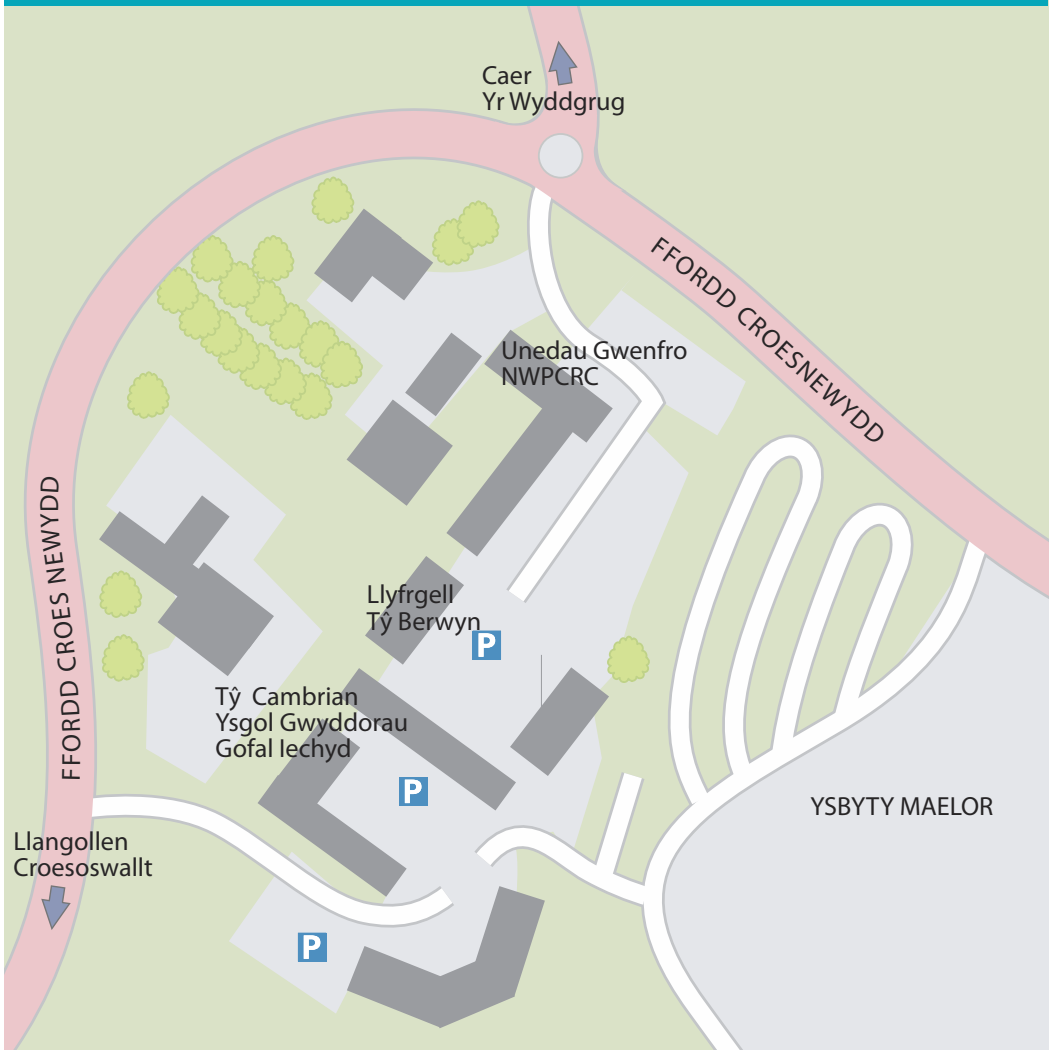 Caer
Yr Wyddgrug
FFORDD CROESNEWYDD
Unedau Gwenfro
NWPCRC
FFORDD CROES NEWYDD
Llyfrgell
Tŷ Berwyn
P
Tŷ Cambrian
Ysgol Gwyddorau
Gofal Iechyd
P
YSBYTY MAELOR
Llangollen
Croesoswallt
P